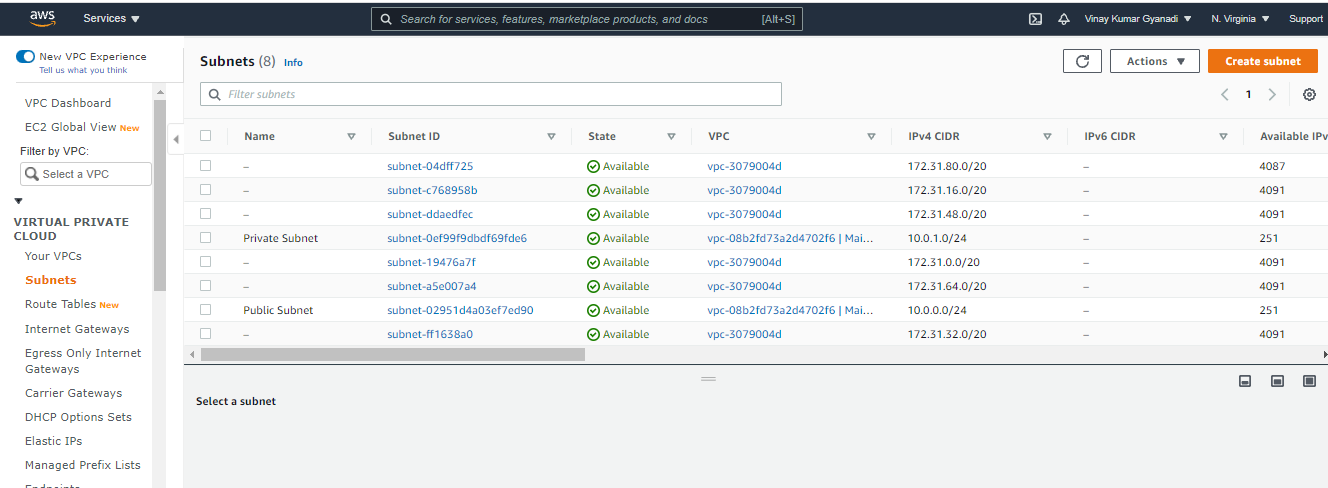 aws Services Search for services, features, marketplace products, and docs [Alt+S] Vinay Kumar Gyanadi N. Virginia Support
New VPC Experience
Tell us what you think
VPC Dashboard
EC2 Global View New
Filter by VPC:
Select a VPC
VIRTUAL PRIVATE
CLOUD
Your VPCs
Subnets
Route Tables New
Internet Gateways
Egress Only Internet
Gateways
Carrier Gateways
DHCP Options Sets
Elastic IPs
Managed Prefix Lists
Endpoints
Subnets (8) Info Actions Create subnet
Filter subnets 1
Name Subnet ID State VPC IPv4 CIDR IPv6 CIDR Available IPv
– subnet-04dff725 Available vpc-3079004d 172.31.80.0/20 – 4087
– subnet-c768958b Available vpc-3079004d 172.31.16.0/20 – 4091
– subnet-ddaedfec Available vpc-3079004d 172.31.48.0/20 – 4091
Private Subnet subnet-0ef99f9dbdf69fde6 Available vpc-08b2fd73a2d4702f6 | Mai... 10.0.1.0/24 – 251
– subnet-19476a7f Available vpc-3079004d 172.31.0.0/20 – 4091
– subnet-a5e007a4 Available vpc-3079004d 172.31.64.0/20 – 4091
Public Subnet subnet-02951d4a03ef7ed90 Available vpc-08b2fd73a2d4702f6 | Mai... 10.0.0.0/24 – 251
– subnet-ff1638a0 Available vpc-3079004d 172.31.32.0/20 – 4091
Select a subnet